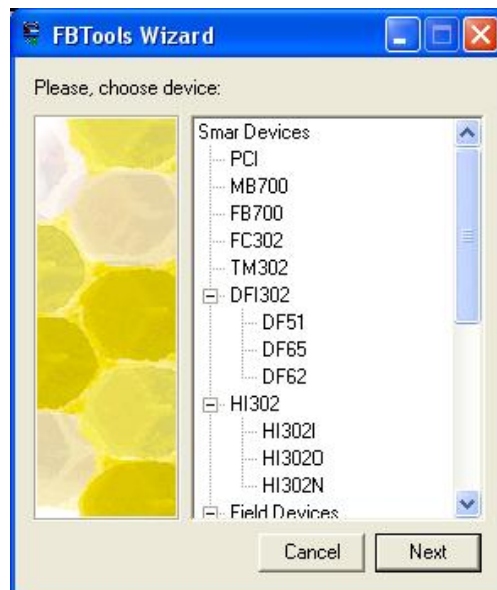 FBTools Wizard
Please, choose device:
Smar Devices
PCI
MB700
FB700
FC302
TM302
DFI302
DF51
DF65
DF62
HI302
HI302I
HI302O
HI302N
Field Devices
Cancel Next